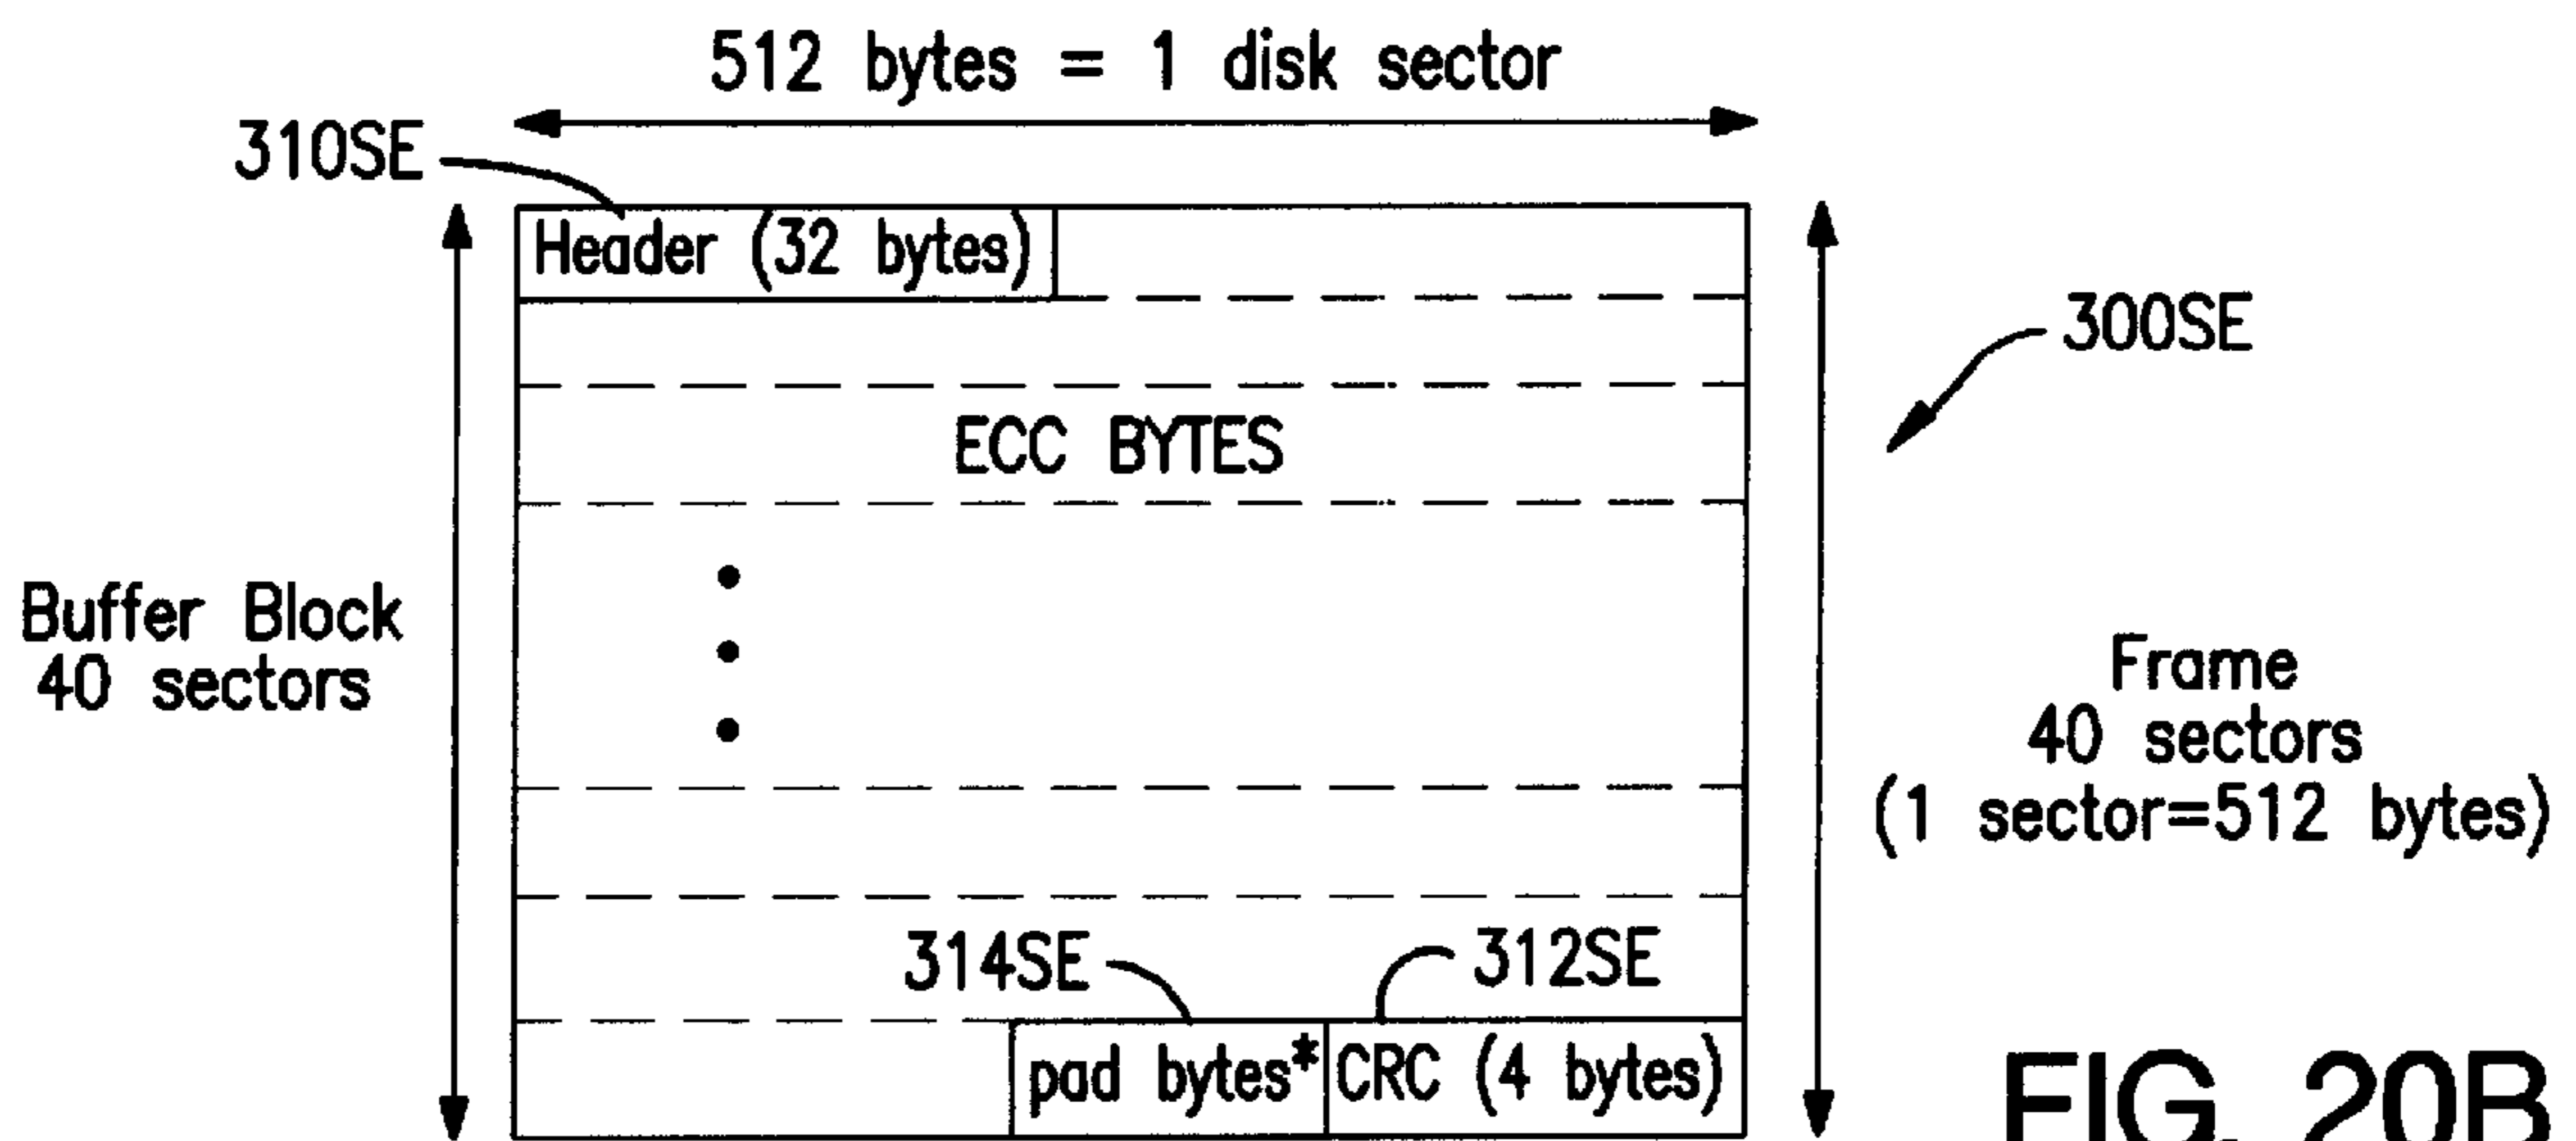 512 bytes = 1 disk sector
310SE
Header (32 bytes)
300SE
ECC BYTES
Buffer Block
40 sectors
Frame
40 sectors
(1 sector=512 bytes)
314SE
312SE
pad bytes*
CRC (4 bytes)
FIG. 20B